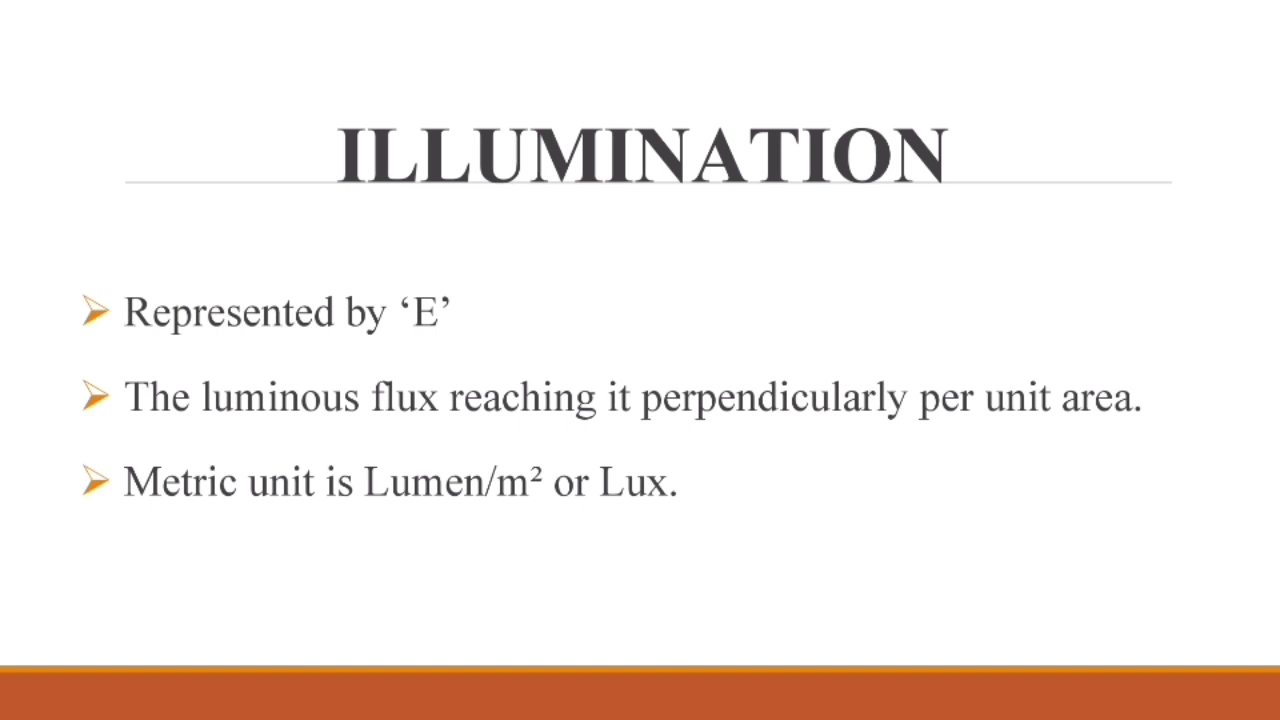 ILLUMINATION
Represented by ‘E’
The luminous flux reaching it perpendicularly per unit area.
Metric unit is Lumen/m² or Lux.